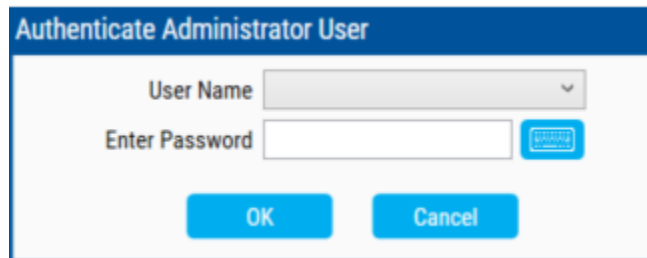 Authenticate Administrator User
User Name
Enter Password
OK Cancel